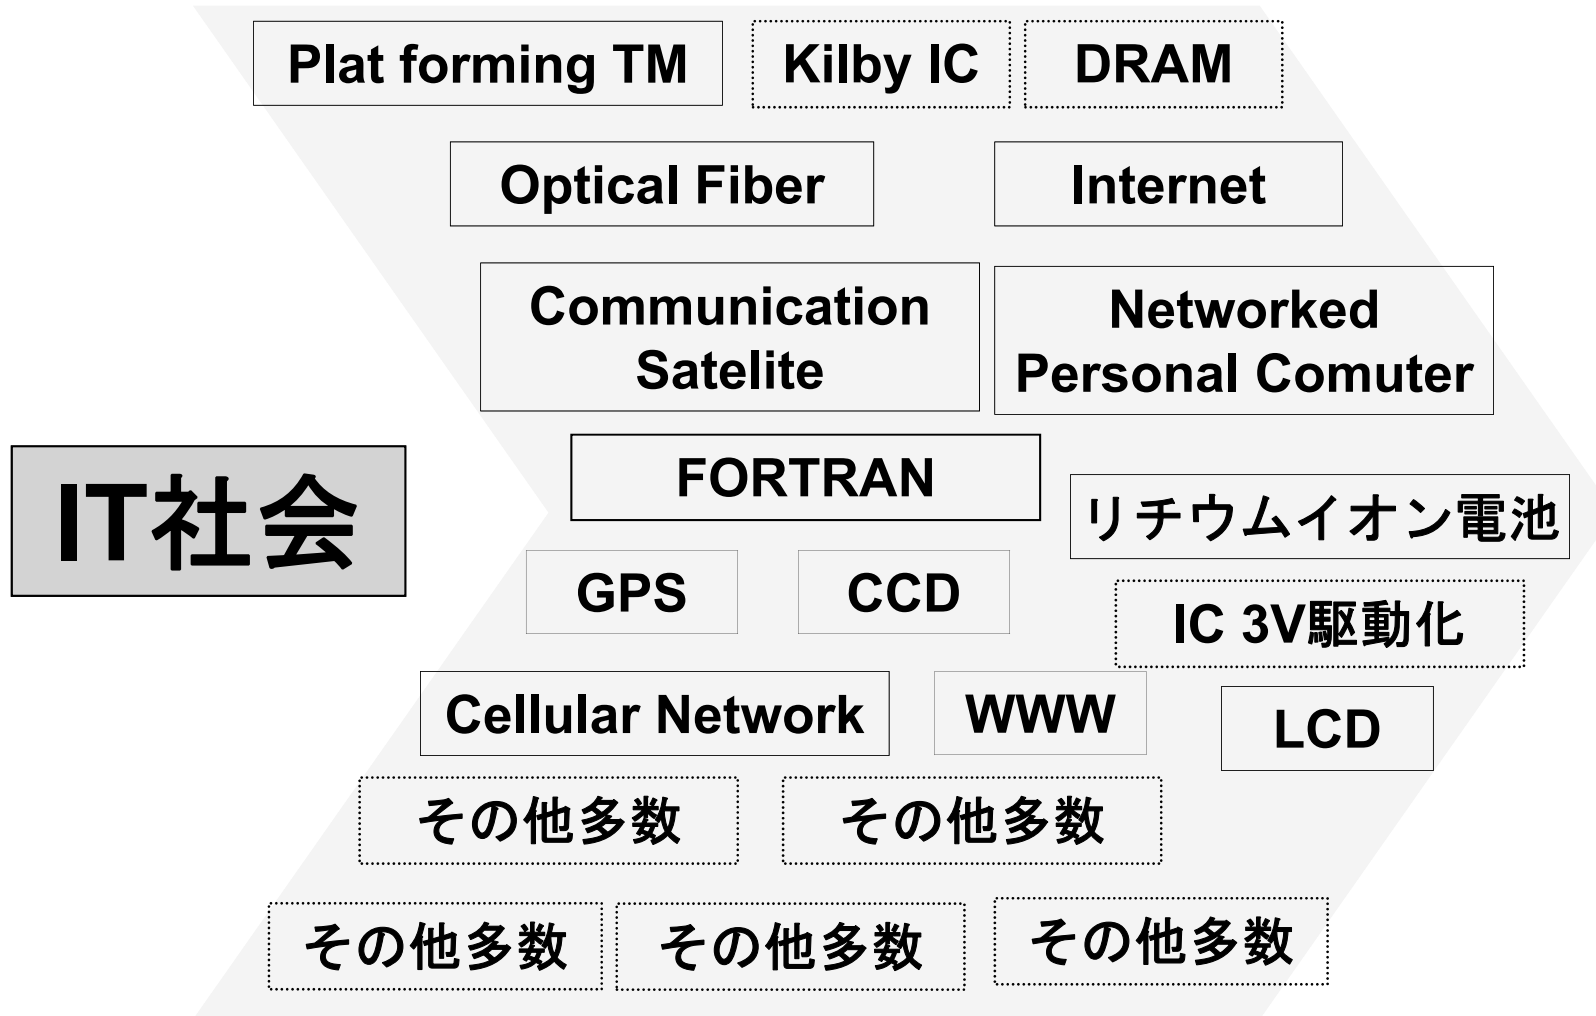 Plat forming TM
Kilby IC
DRAM
Optical Fiber
Internet
Communication
Satelite
Networked
Personal Comuter
IT社会
FORTRAN
リチウムイオン電池
GPS
CCD
IC 3V駆動化
Cellular Network
WWW
LCD
その他多数
その他多数
その他多数
その他多数
その他多数